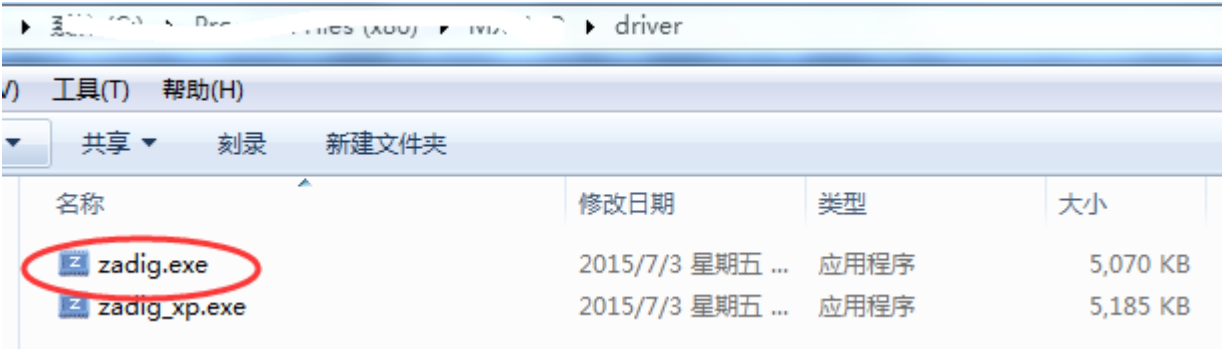 driver
V) 工具(T) 帮助(H)
共享 刻录 新建文件夹
名称 修改日期 类型 大小
zadig.exe 2015/7/3 星期五 ... 应用程序 5,070 KB
zadig_xp.exe 2015/7/3 星期五 ... 应用程序 5,185 KB